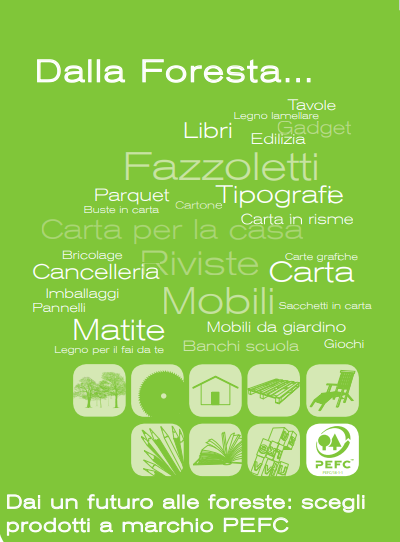 Dalla Foresta...
Tavole
Legno lamellare
Libri
Gadget
Edilizia
Fazzoletti
Parquet
Tipografie
Buste in carta
Cartone
Carta in risme
Carta per la casa
Bricolage
Riviste
Carte grafiche
Cancelleria
Carta
Imballaggi
Mobili
Pannelli
Sacchetti in carta
Matite
Mobili da giardino
Legno per il fai da te
Banchi scuola
Giochi
PEFC
Dai un futuro alle foreste: scegli
prodotti a marchio PEFC